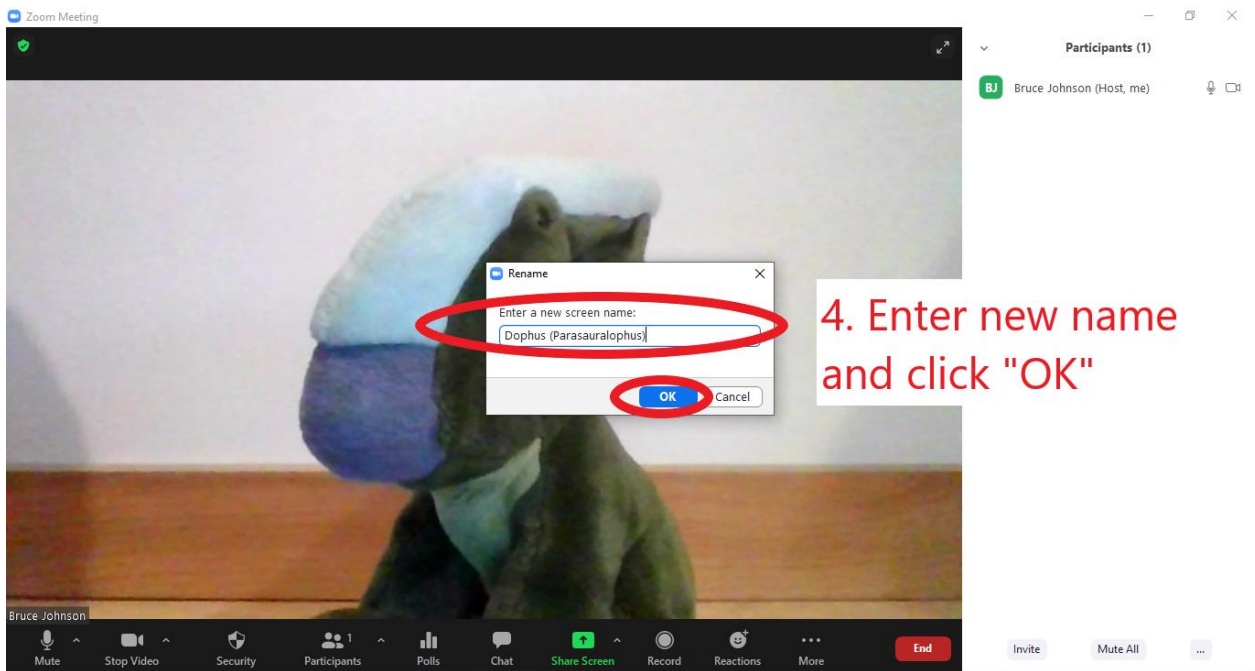 Zoom Meeting
Participants (1)
BJ Bruce Johnson (Host, me)
Rename
Enter a new screen name:
Dophus (Parasauralophus)
OK Cancel
4. Enter new name
and click "OK"
Bruce Johnson
1
Mute Stop Video Security Participants Polls Chat Share Screen Record Reactions More End
Invite Mute All ...